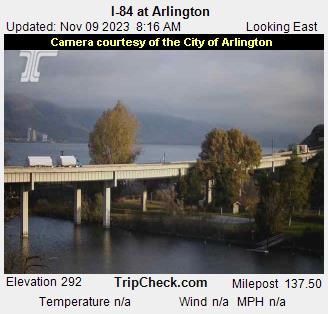 I-84 at Arlington
Updated: Nov 09 2023 8:16 AM Looking East
Camera courtesy of the City of Arlington
Elevation 292 TripCheck.com Milepost 137.50
Temperature n/a Wind n/a MPH n/a